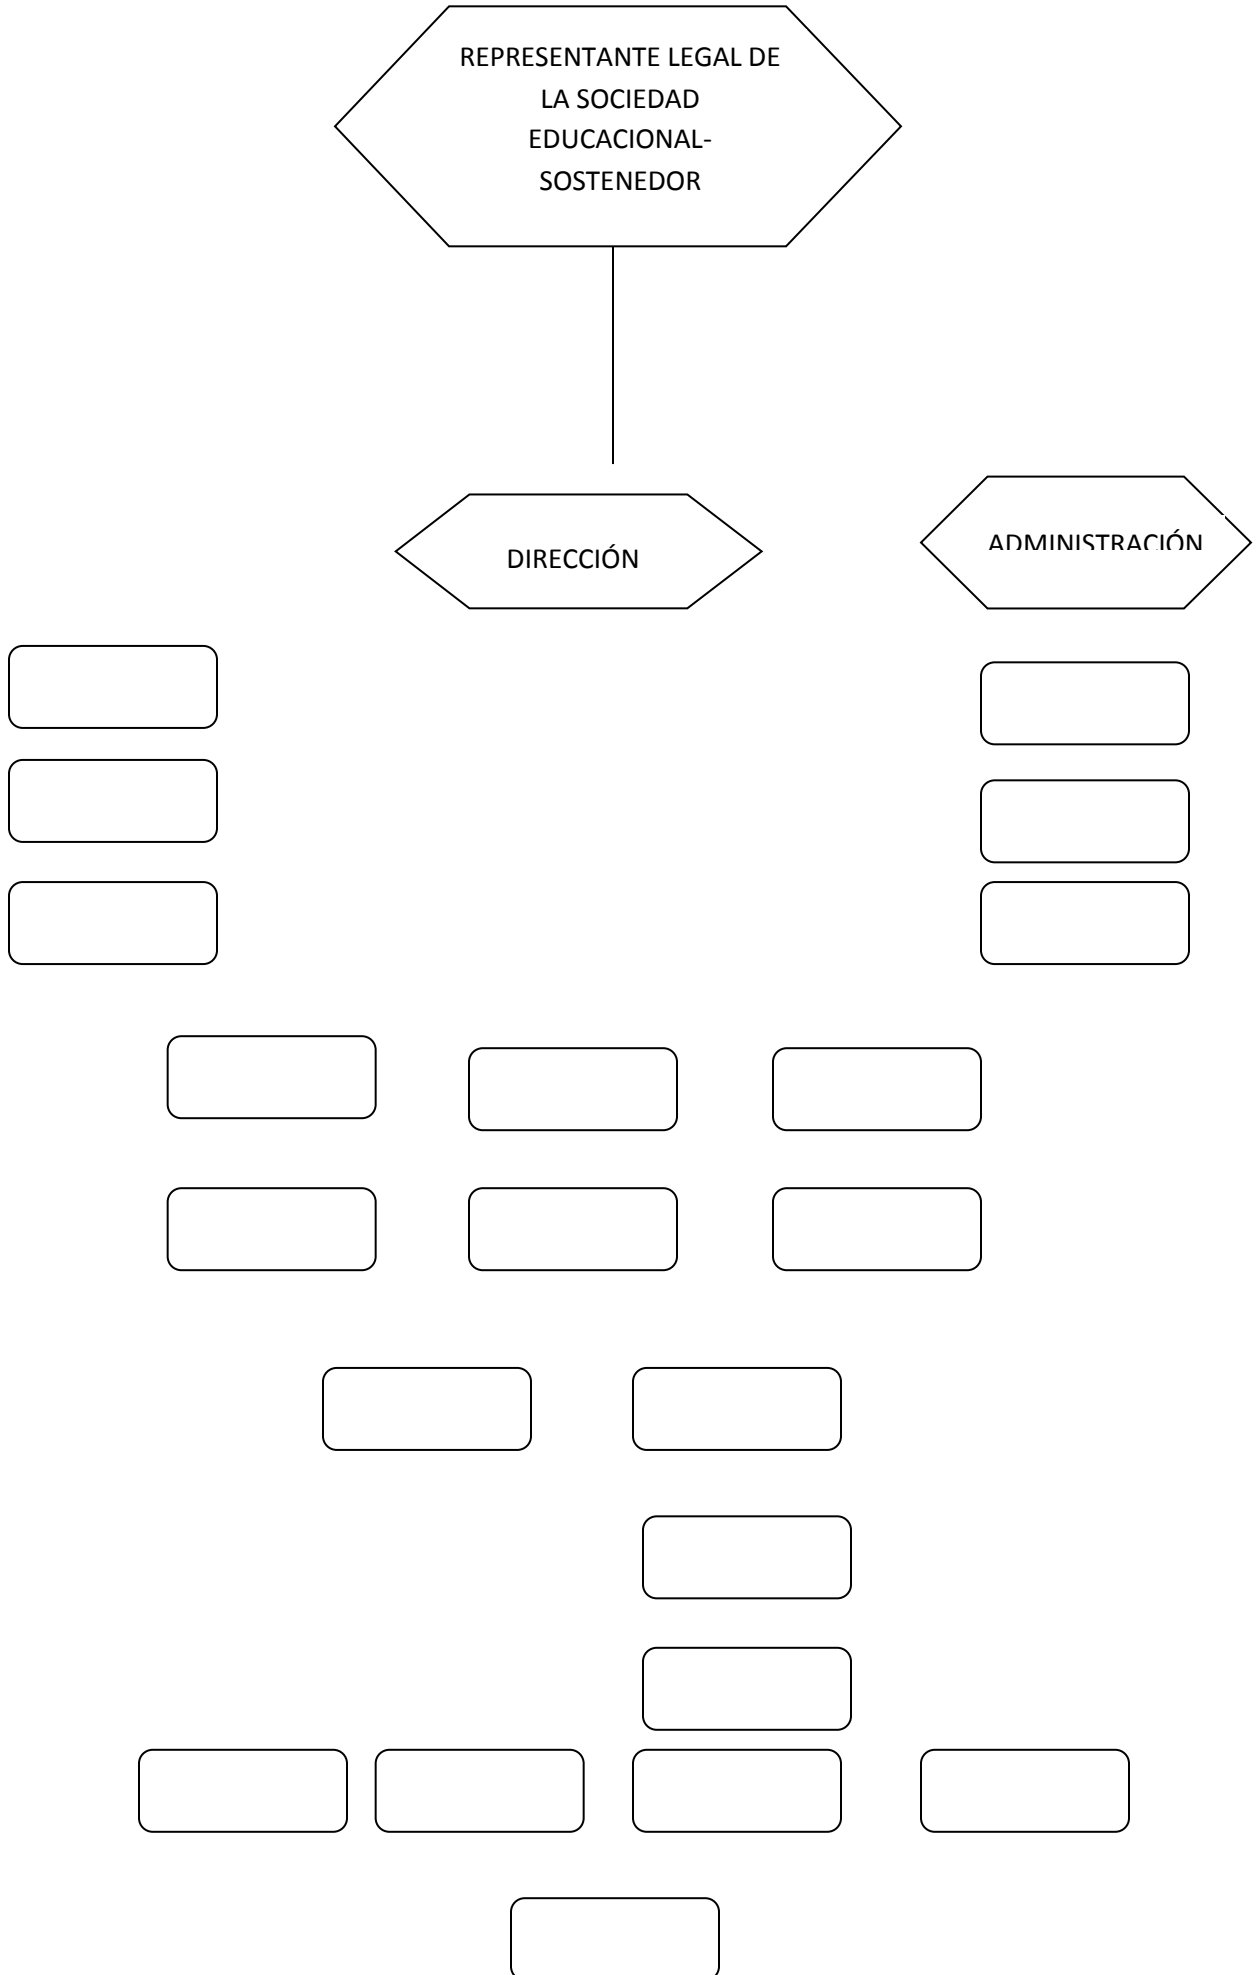 REPRESENTANTE LEGAL DE
LA SOCIEDAD
EDUCACIONAL-
SOSTENEDOR
DIRECCIÓN
ADMINISTRACIÓN